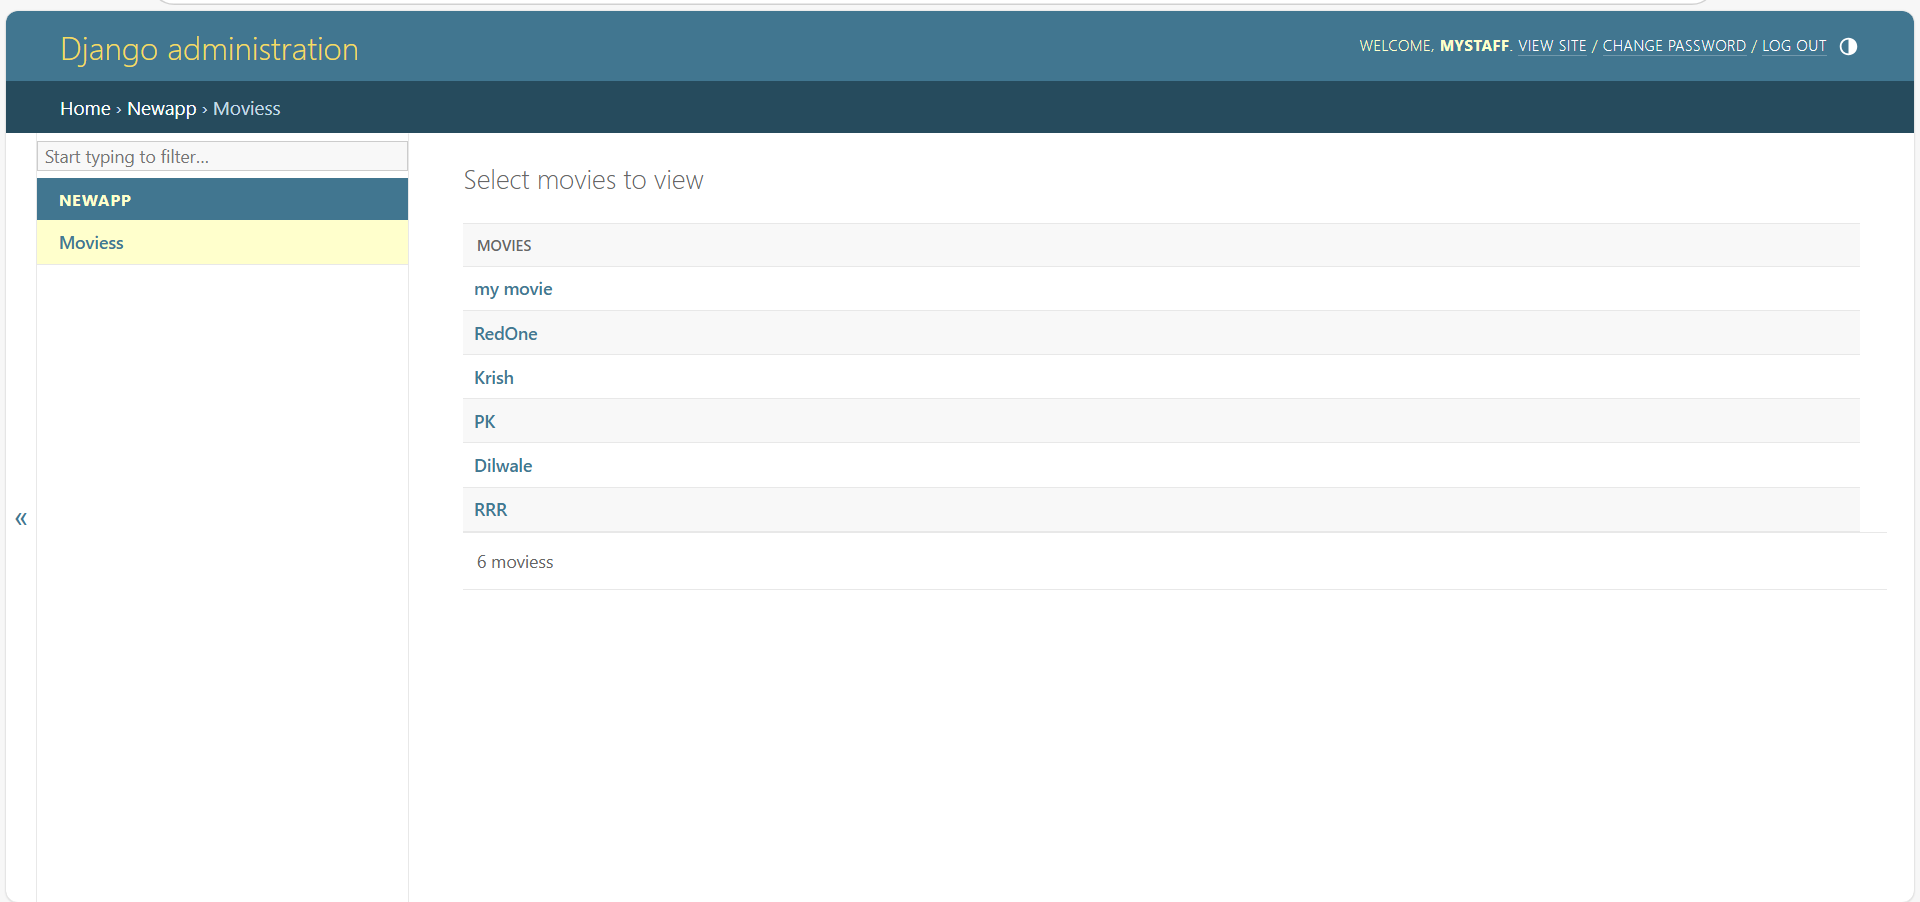 Django administration
WELCOME, MYSTAFF. VIEW SITE / CHANGE PASSWORD / LOG OUT
Home › Newapp › Moviess
Start typing to filter...
NEWAPP
Moviess
«
Select movies to view
MOVIES
my movie
RedOne
Krish
PK
Dilwale
RRR
6 moviess